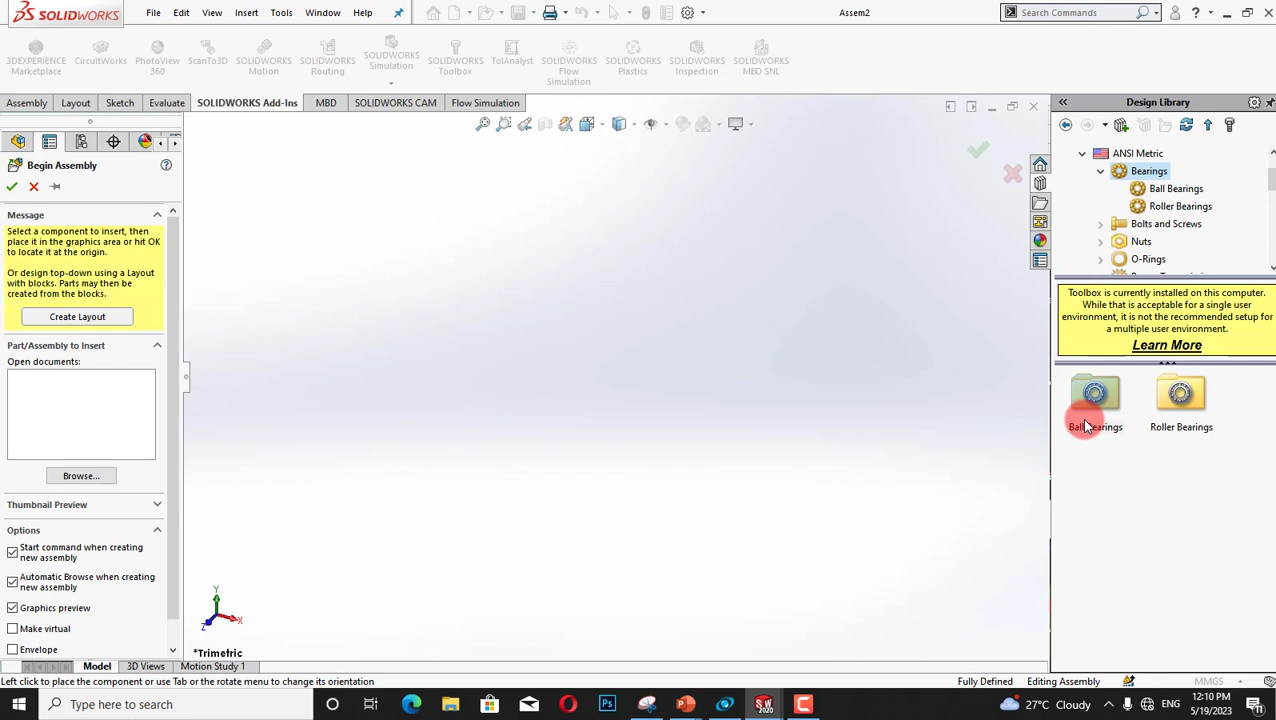 SOLIDWORKS File Edit View Insert Tools Window Help Assem2 Search Commands
3DEXPERIENCE Marketplace
CircuitWorks
PhotoView 360
ScanTo3D
SOLIDWORKS Motion
SOLIDWORKS Routing
SOLIDWORKS Simulation
SOLIDWORKS Toolbox
TolAnalyst
SOLIDWORKS Flow Simulation
SOLIDWORKS Plastics
SOLIDWORKS Inspection
SOLIDWORKS MBD SNL
Assembly Layout Sketch Evaluate SOLIDWORKS Add-Ins MBD SOLIDWORKS CAM Flow Simulation
Begin Assembly
Message
Select a component to insert, then
place it in the graphics area or hit OK
to locate it at the origin.
Or design top-down using a Layout
with blocks. Parts may then be
created from the blocks.
Create Layout
Part/Assembly to Insert
Open documents:
Browse...
Thumbnail Preview
Options
Start command when creating
new assembly
Automatic Browse when creating
new assembly
Graphics preview
Make virtual
Envelope
Y
X
Z
*Trimetric
Design Library
ANSI Metric
Bearings
Ball Bearings
Roller Bearings
Bolts and Screws
Nuts
O-Rings
Toolbox is currently installed on this computer.
While that is acceptable for a single user
environment, it is not the recommended setup for
a multiple user environment.
Learn More
Ball Bearings Roller Bearings
Model 3D Views Motion Study 1
Left click to place the component or use Tab or the rotate menu to change its orientation
Fully Defined Editing Assembly MMGS
Type here to search
27°C Cloudy
12:10 PM
5/19/2023